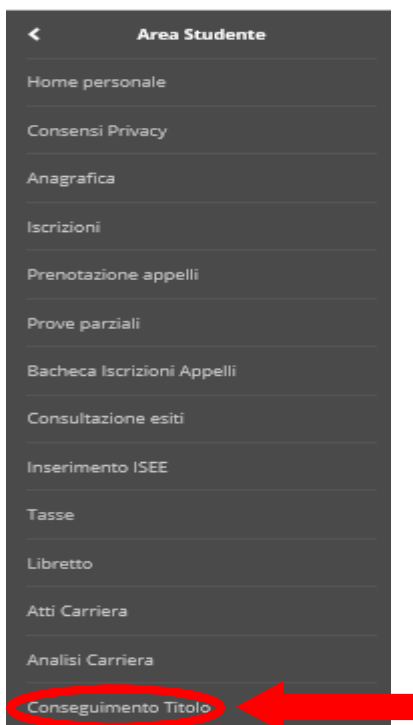 Area Studente
Home personale
Consensi Privacy
Anagrafica
Iscrizioni
Prenotazione appelli
Prove parziali
Bacheca Iscrizioni Appelli
Consultazione esiti
Inserimento ISEE
Tasse
Libretto
Atti Carriera
Analisi Carriera
Conseguimento Titolo